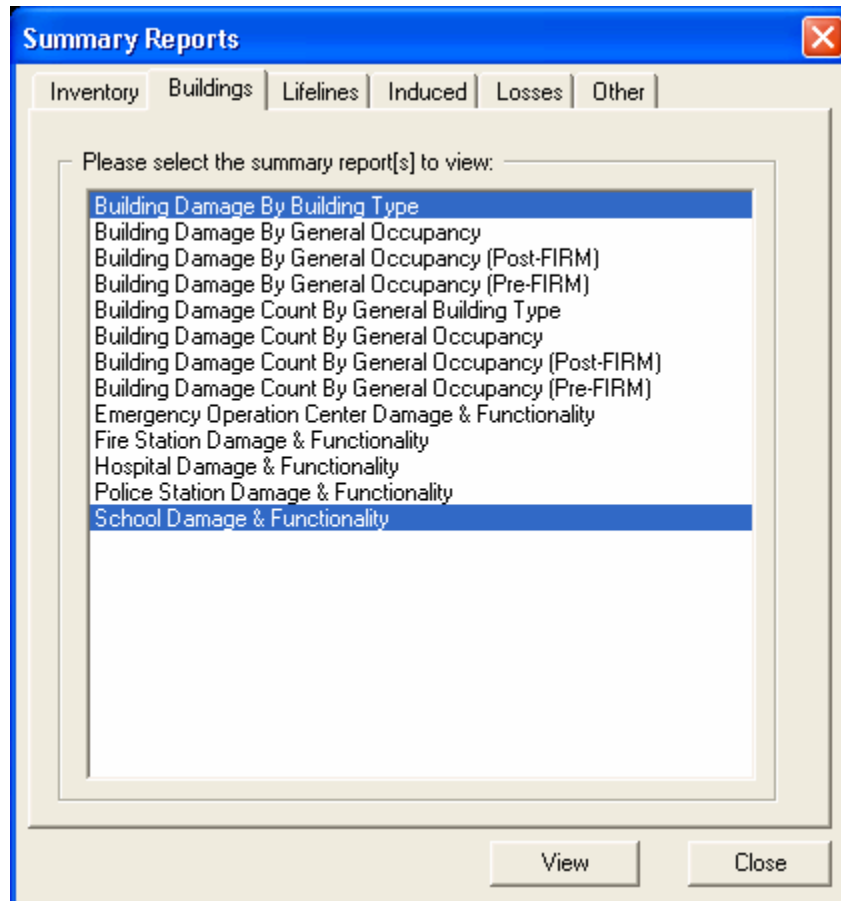 Summary Reports
Inventory Buildings Lifelines Induced Losses Other
Please select the summary report[s] to view:
Building Damage By Building Type
Building Damage By General Occupancy
Building Damage By General Occupancy (Post-FIRM)
Building Damage By General Occupancy (Pre-FIRM)
Building Damage Count By General Building Type
Building Damage Count By General Occupancy
Building Damage Count By General Occupancy (Post-FIRM)
Building Damage Count By General Occupancy (Pre-FIRM)
Emergency Operation Center Damage & Functionality
Fire Station Damage & Functionality
Hospital Damage & Functionality
Police Station Damage & Functionality
School Damage & Functionality
View Close